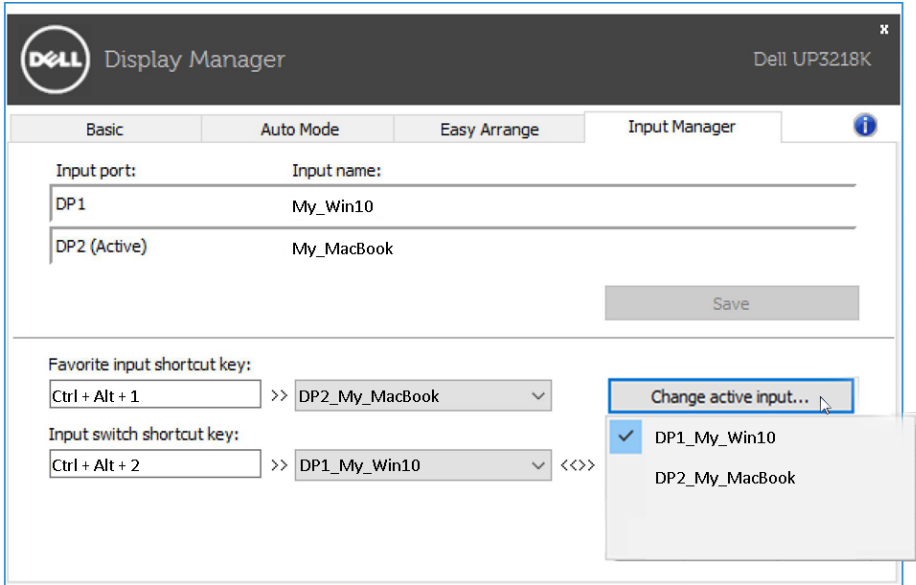 DELL Display Manager Dell UP3218K x
Basic Auto Mode Easy Arrange Input Manager i
Input port: Input name:
DP1 My_Win10
DP2 (Active) My_MacBook
Save
Favorite input shortcut key:
Ctrl + Alt + 1 >> DP2_My_MacBook Change active input...
Input switch shortcut key:
DP1_My_Win10
Ctrl + Alt + 2 >> DP1_My_Win10 <<>>
DP2_My_MacBook